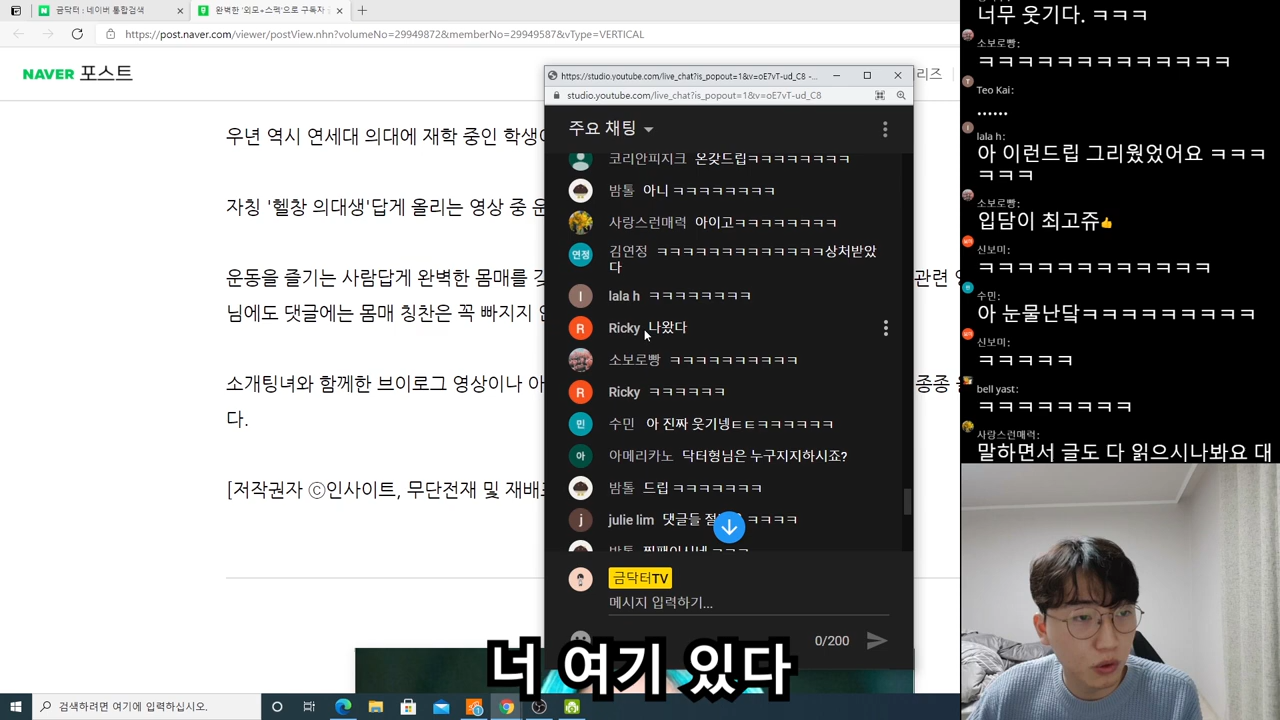 금닥터 : 네이버 통합검색
완벽한 '외모+스펙'으로 구독자
https://post.naver.com/viewer/postView.nhn?volumeNo=29949872&memberNo=29949587&vType=VERTICAL
NAVER 포스트
리즈
우년 역시 연세대 의대에 재학 중인 학생
자칭 '헬창 의대생'답게 올리는 영상 중
운동을 즐기는 사람답게 완벽한 몸매를
관련
님에도 댓글에는 몸매 칭찬은 꼭 빠지지
소개팅녀와 함께한 브이로그 영상이나
종종
다.
[저작권자 ⓒ인사이트, 무단전재 및
https://studio.youtube.com/live_chat?is_popout=1&v=oE7vT-ud_C8 -...
studio.youtube.com/live_chat?is_popout=1&v=oE7vT-ud_C8
주요 채팅
코리안피지크 온갖드립ㅋㅋㅋㅋㅋㅋㅋㅋ
밤톨 아니 ㅋㅋㅋㅋㅋㅋㅋㅋ
사랑스런매력 아이고ㅋㅋㅋㅋㅋㅋㅋㅋ
연정 김연정 ㅋㅋㅋㅋㅋㅋㅋㅋㅋㅋㅋㅋㅋ상처받았
다
l lala h ㅋㅋㅋㅋㅋㅋㅋㅋ
R Ricky 나왔다
소보로빵 ㅋㅋㅋㅋㅋㅋㅋㅋㅋㅋ
R Ricky ㅋㅋㅋㅋㅋㅋ
민 수민 아 진짜 웃기넹ㅌㅌㅋㅋㅋㅋㅋㅋ
아 아메리카노 닥터형님은 누구지지하시죠?
밤톨 드립 ㅋㅋㅋㅋㅋㅋㅋ
j julie lim 댓글들 ㅋㅋㅋㅋ
금닥터TV
메시지 입력하기...
0/200
너 여기 있다
검색하려면 여기에 입력하십시오.
너무 웃기다. ㅋㅋㅋ
소보로빵:
ㅋㅋㅋㅋㅋㅋㅋㅋㅋㅋㅋㅋㅋ
T Teo Kai:
......
l lala h:
아 이런드립 그리웠었어요 ㅋㅋㅋ
ㅋㅋㅋ
소보로빵:
입담이 최고쥬👍
신보미:
ㅋㅋㅋㅋㅋㅋㅋㅋㅋㅋㅋㅋ
수민:
아 눈물난닼ㅋㅋㅋㅋㅋㅋㅋㅋㅋ
신보미:
ㅋㅋㅋㅋㅋ
bell yast:
ㅋㅋㅋㅋㅋㅋㅋㅋ
사랑스런매력:
말하면서 글도 다 읽으시나봐요 대